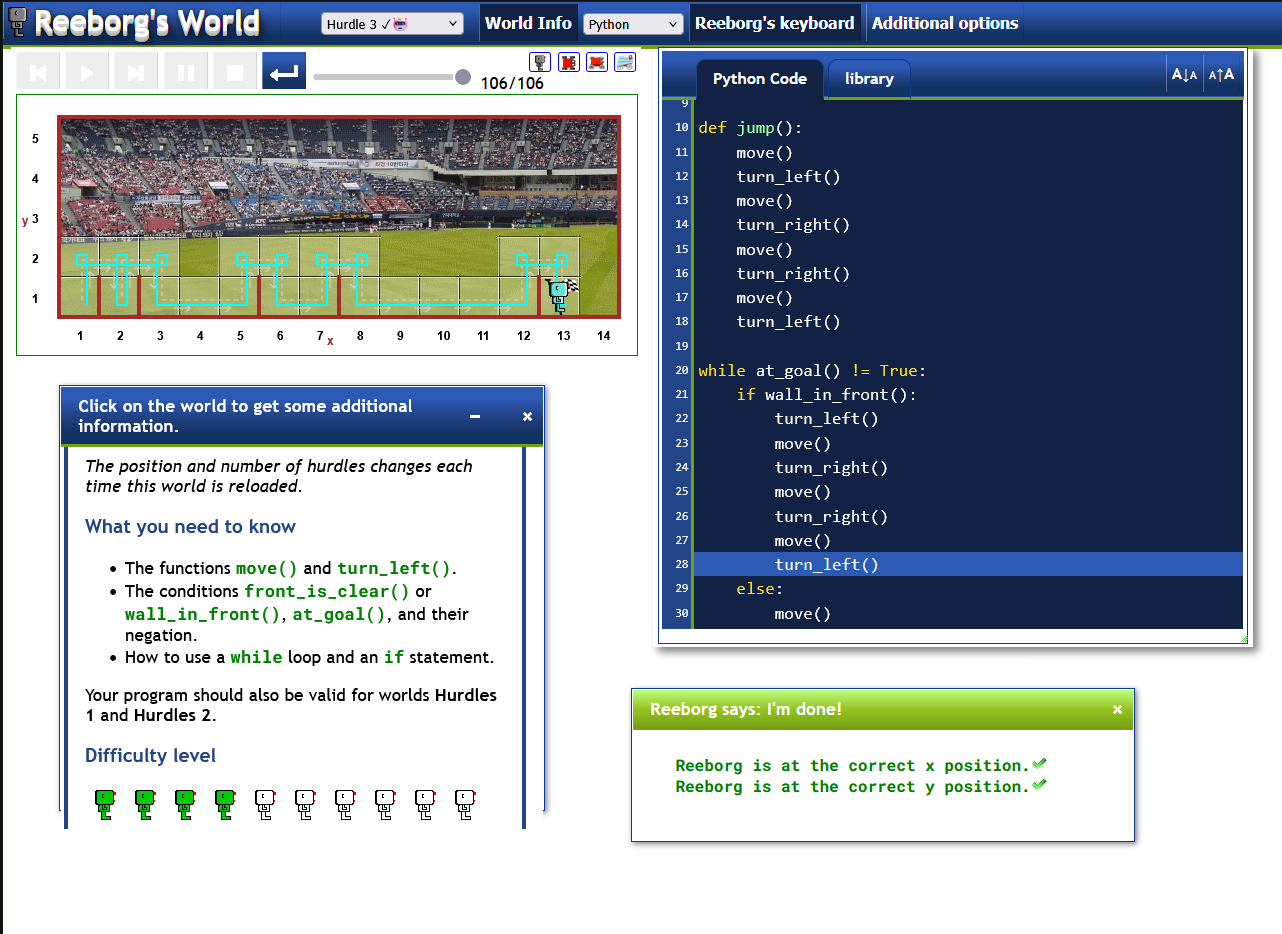 Reeborg's World
Hurdle 3 ✓
World Info
Python
Reeborg's keyboard
Additional options
106/106
Python Code
library
A↓A
A↑A
5
4
y 3
2
1
1 2 3 4 5 6 7 x 8 9 10 11 12 13 14
9
10 def jump():
11     move()
12     turn_left()
13     move()
14     turn_right()
15     move()
16     turn_right()
17     move()
18     turn_left()
19
20 while at_goal() != True:
21     if wall_in_front():
22         turn_left()
23         move()
24         turn_right()
25         move()
26         turn_right()
27         move()
28         turn_left()
29     else:
30         move()
Click on the world to get some additional
information.
The position and number of hurdles changes each
time this world is reloaded.
What you need to know
• The functions move() and turn_left().
• The conditions front_is_clear() or
wall_in_front(), at_goal(), and their
negation.
• How to use a while loop and an if statement.
Your program should also be valid for worlds Hurdles
1 and Hurdles 2.
Difficulty level
Reeborg says: I'm done!
Reeborg is at the correct x position.
Reeborg is at the correct y position.